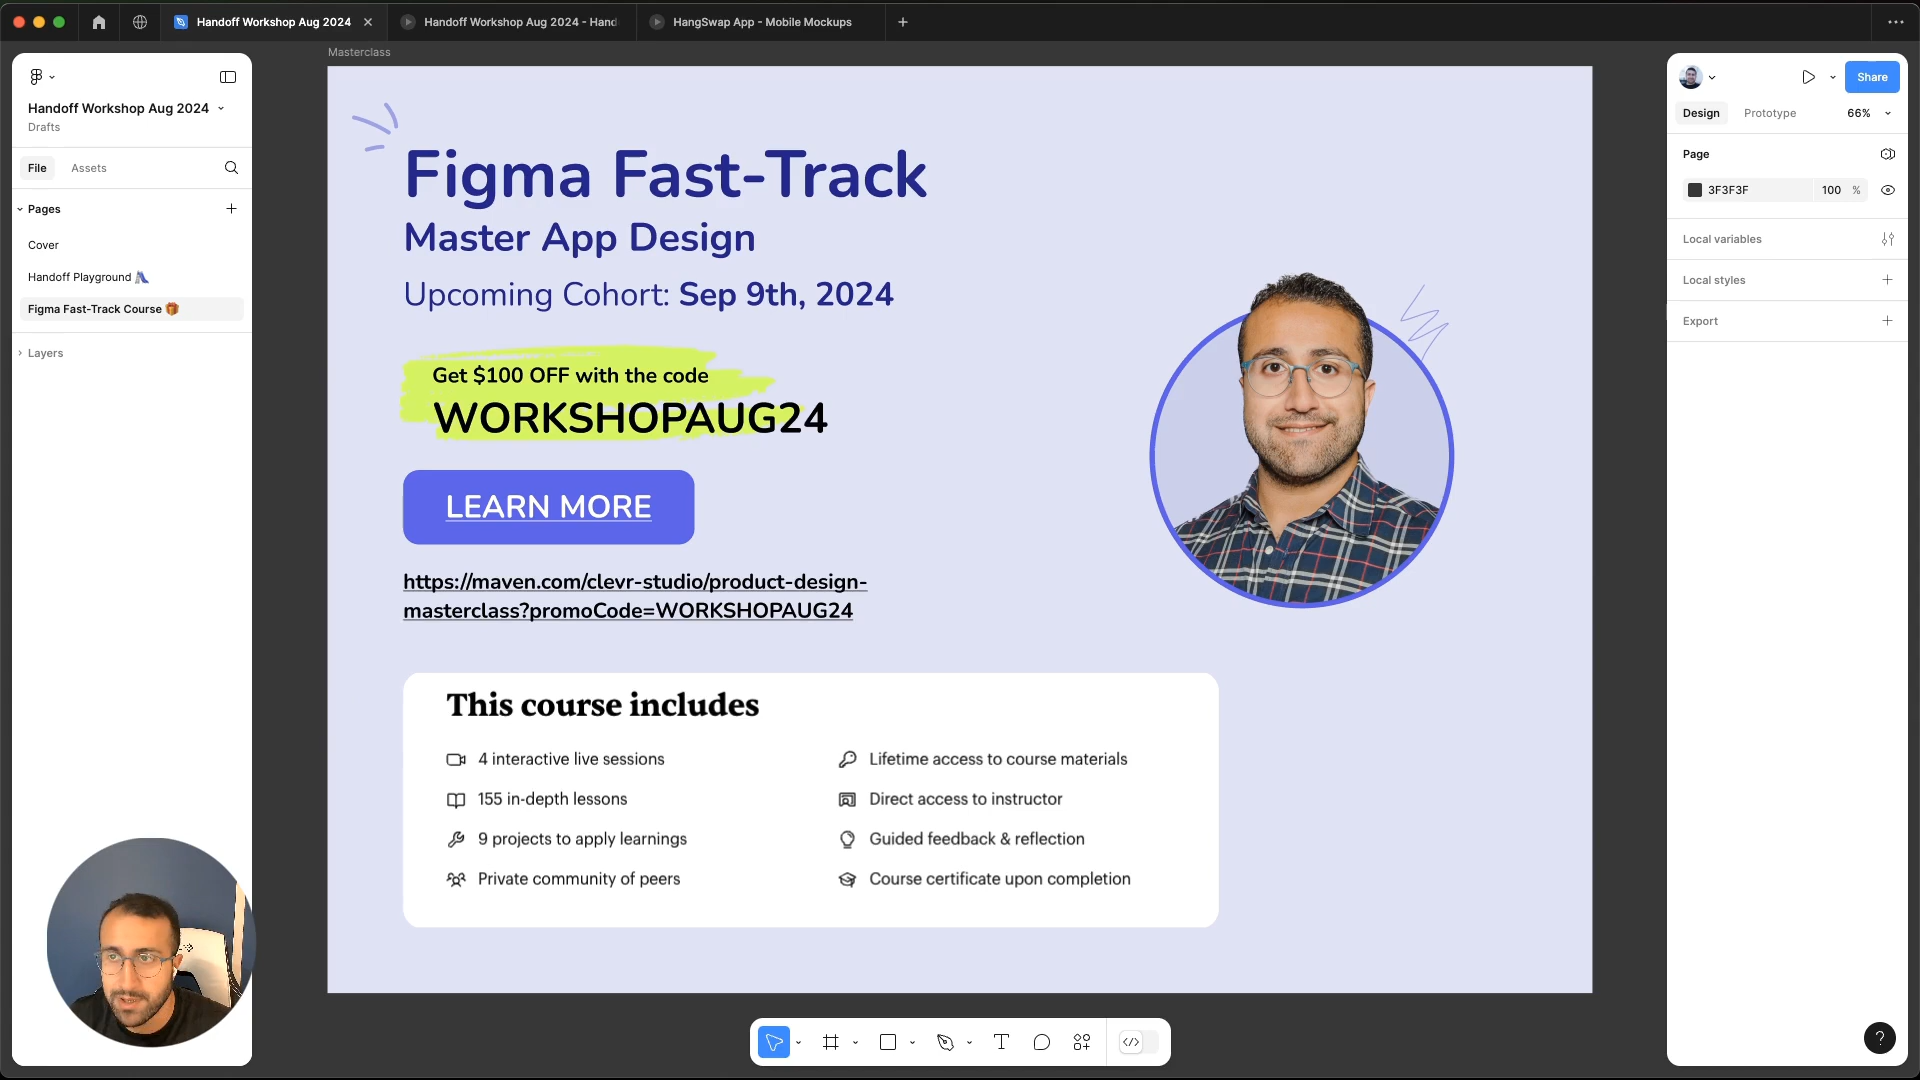 Handoff Workshop Aug 2024
Handoff Workshop Aug 2024 - Hand
HangSwap App - Mobile Mockups
Handoff Workshop Aug 2024
Drafts
File
Assets
Pages
Cover
Handoff Playground
Figma Fast-Track Course
Layers
Masterclass
Figma Fast-Track
Master App Design
Upcoming Cohort: Sep 9th, 2024
Get $100 OFF with the code
WORKSHOPAUG24
LEARN MORE
https://maven.com/clevr-studio/product-design-
masterclass?promoCode=WORKSHOPAUG24
This course includes
4 interactive live sessions
155 in-depth lessons
9 projects to apply learnings
Private community of peers
Lifetime access to course materials
Direct access to instructor
Guided feedback & reflection
Course certificate upon completion
Share
Design
Prototype
66%
Page
3F3F3F
100 %
Local variables
Local styles
Export
?